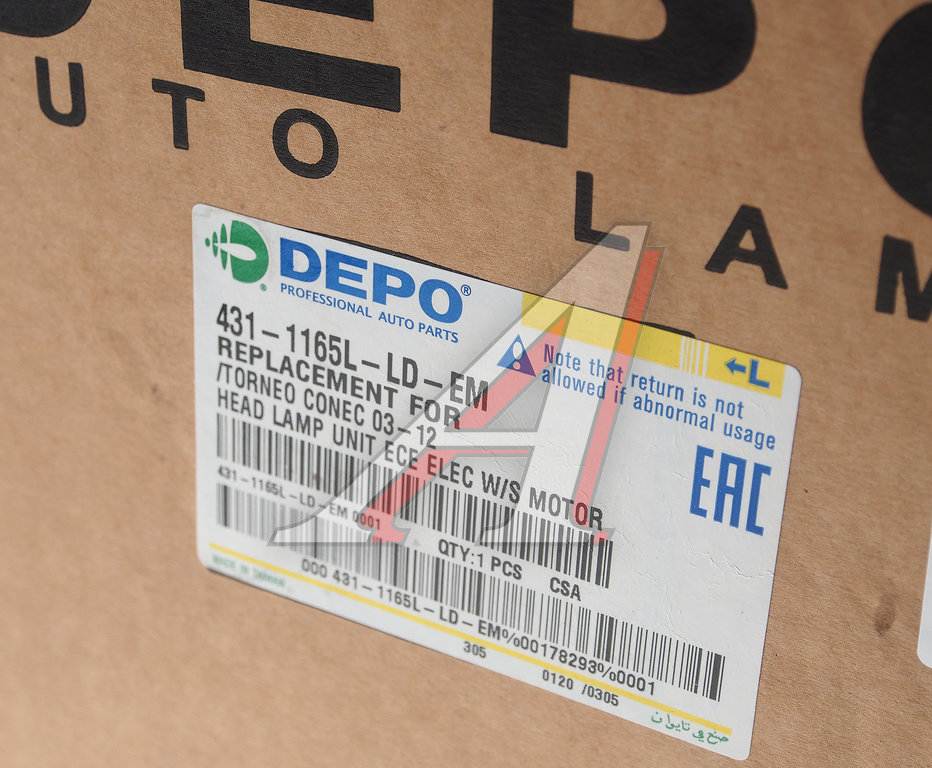 EPO
UTO LAM
DEPO®
PROFESSIONAL AUTO PARTS
431-1165L-LD-EM
REPLACEMENT FOR
/TORNEO CONEC 03-12
HEAD LAMP UNIT ECE ELEC W/S MOTOR
Note that return is not
allowed if abnormal usage
←L
EAC
431-1165L-LD-EM 0001
QTY:1 PCS CSA
000 431-1165L-LD-EM%00178293%0001
MADE IN TAIWAN
305
0120 /0305
صنع في تايوان